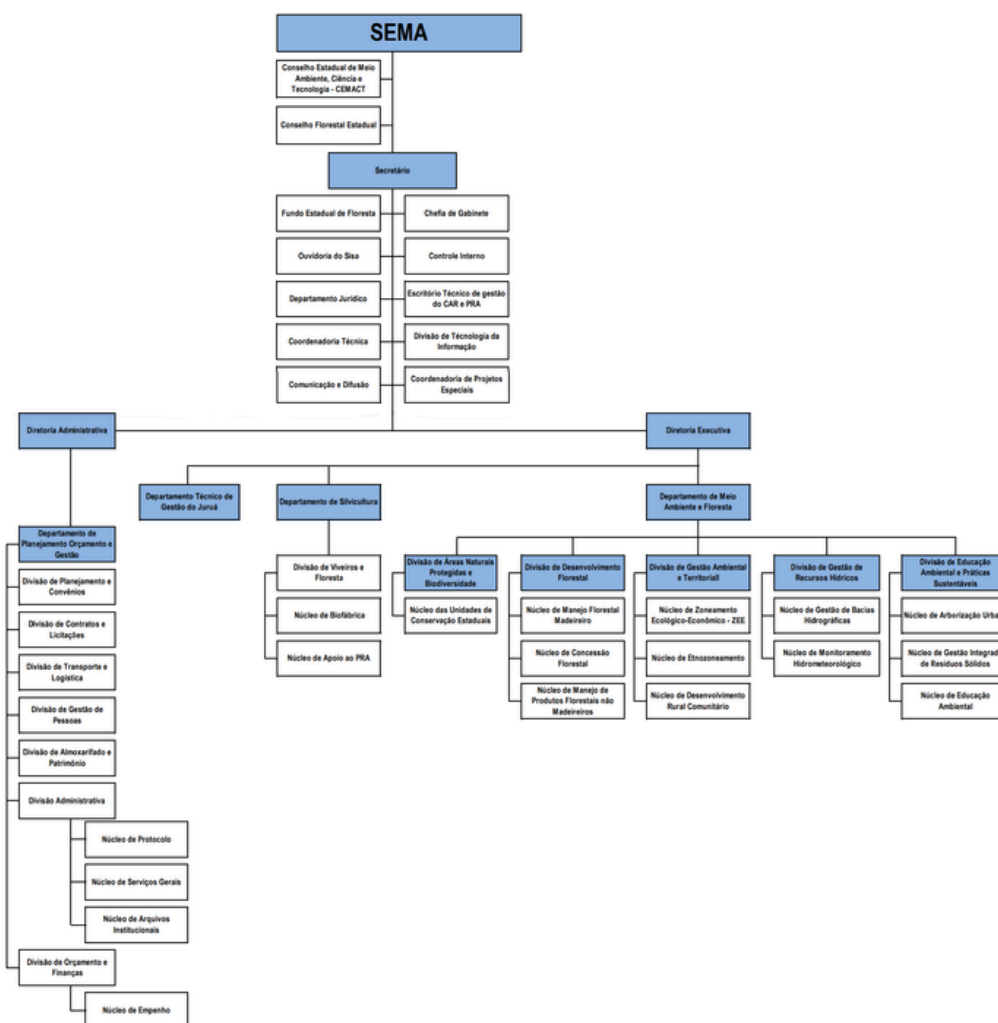 SEMA
Conselho Estadual de Meio
Ambiente, Ciência e
Tecnologia - CEMACT
Conselho Florestal Estadual
Secretário
Fundo Estadual de Floresta
Chefia de Gabinete
Ouvidoria do Sisa
Controle Interno
Departamento Jurídico
Escritório Técnico de gestão
do CAR e PRA
Coordenadoria Técnica
Divisão de Técnologia da
Informação
Comunicação e Difusão
Coordenadoria de Projetos
Especiais
Diretoria Administrativa
Diretoria Executiva
Departamento Técnico de
Gestão do Juruá
Departamento de Silvicultura
Departamento de Meio
Ambiente e Floresta
Departamento de
Planejamento Orçamento e
Gestão
Divisão de Planejamento e
Convênios
Divisão de Contratos e
Licitações
Divisão de Transporte e
Logística
Divisão de Gestão de
Pessoas
Divisão de Almoxarifado e
Patrimônio
Divisão Administrativa
Núcleo de Protocolo
Núcleo de Serviços Gerais
Núcleo de Arquivos
Institucionais
Divisão de Orçamento e
Finanças
Núcleo de Empenho
Divisão de Viveiros e
Floresta
Núcleo de Biofábrica
Núcleo de Apoio ao PRA
Divisão de Áreas Naturais
Protegidas e
Biodiversidade
Núcleo das Unidades de
Conservação Estaduais
Divisão de Desenvolvimento
Florestal
Núcleo de Manejo Florestal
Madeireiro
Núcleo de Concessão
Florestal
Núcleo de Manejo de
Produtos Florestais não
Madeireiros
Divisão de Gestão Ambiental
e Territoriall
Núcleo de Zoneamento
Ecológico-Econômico - ZEE
Núcleo de Etnozoneamento
Núcleo de Desenvolvimento
Rural Comunitário
Divisão de Gestão de
Recursos Hídricos
Núcleo de Gestão de Bacias
Hidrográficas
Núcleo de Monitoramento
Hidrometeorológico
Divisão de Educação
Ambiental e Práticas
Sustentáveis
Núcleo de Arborização Urba
Núcleo de Gestão Integrad
de Resíduos Sólidos
Núcleo de Educação
Ambiental